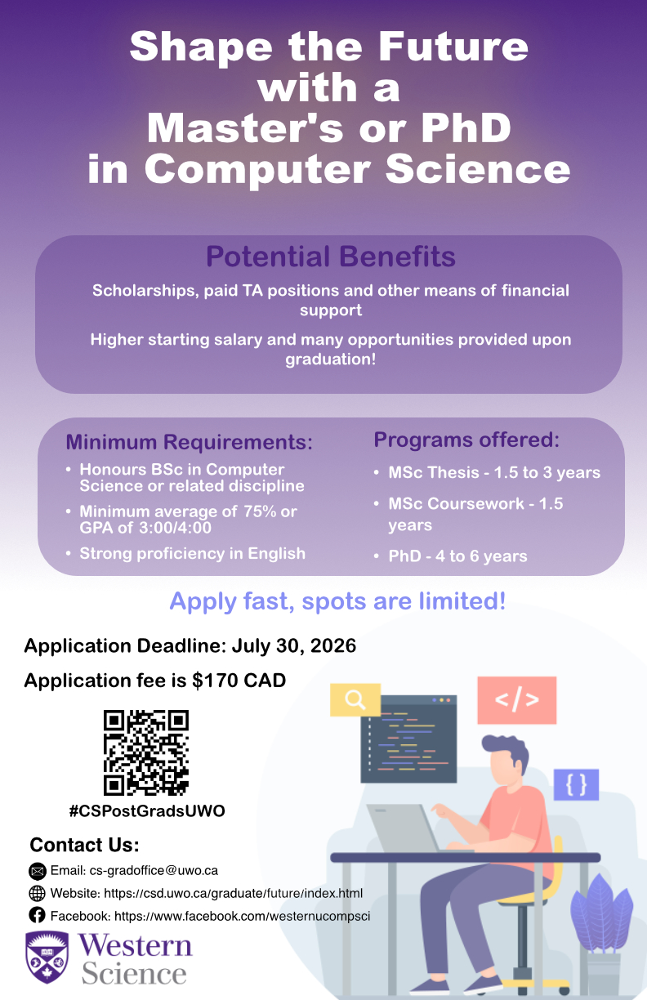 Shape the Future
with a
Master's or PhD
in Computer Science
Potential Benefits
Scholarships, paid TA positions and other means of financial
support
Higher starting salary and many opportunities provided upon
graduation!
Minimum Requirements:
• Honours BSc in Computer
Science or related discipline
• Minimum average of 75% or
GPA of 3:00/4:00
• Strong proficiency in English
Programs offered:
• MSc Thesis - 1.5 to 3 years
• MSc Coursework - 1.5
years
• PhD - 4 to 6 years
Apply fast, spots are limited!
Application Deadline: July 30, 2026
Application fee is $170 CAD
</>
{ }
#CSPostGradsUWO
Contact Us:
Email: cs-gradoffice@uwo.ca
Website: https://csd.uwo.ca/graduate/future/index.html
Facebook: https://www.facebook.com/westernucompsci
Western
Science